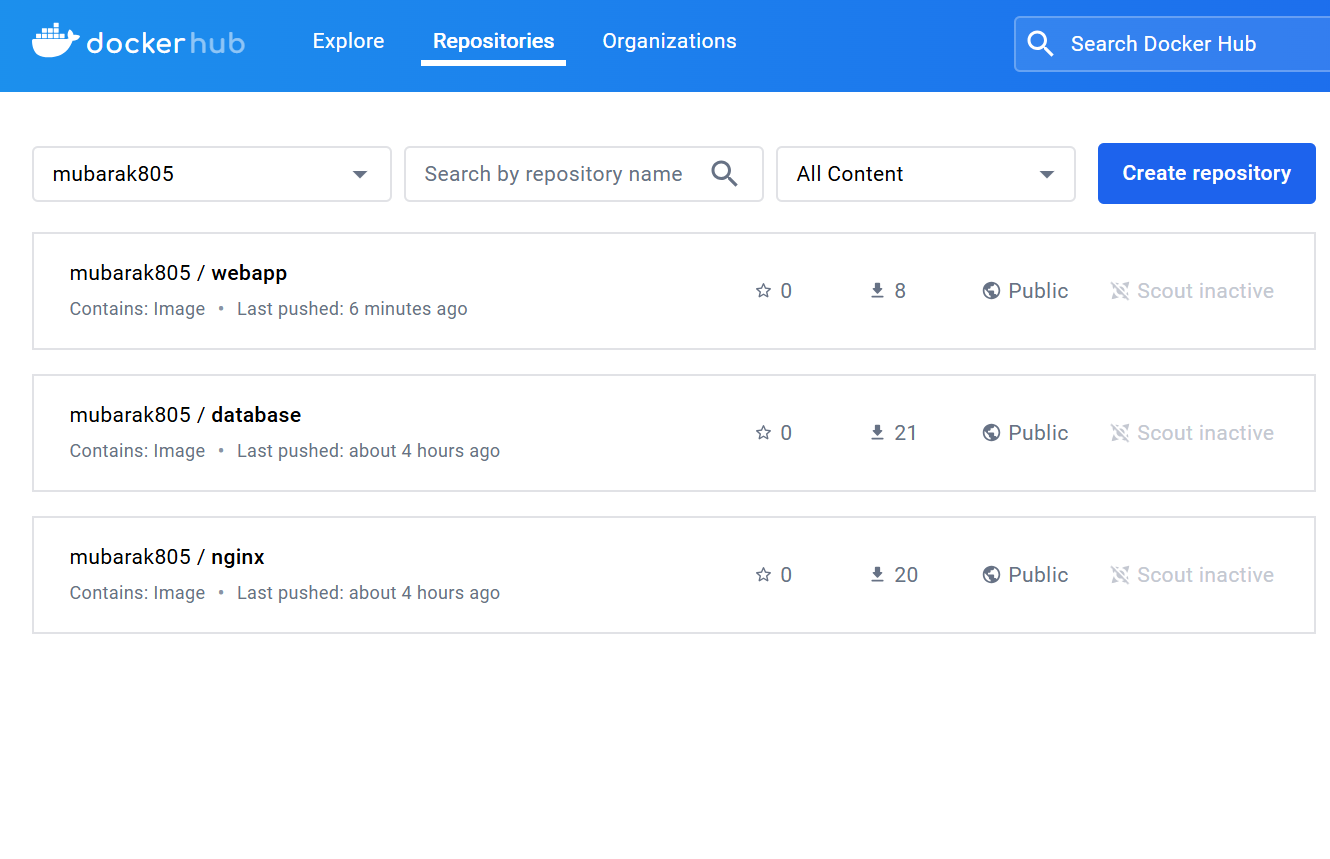 dockerhub Explore Repositories Organizations Search Docker Hub
mubarak805 Search by repository name All Content Create repository
mubarak805 / webapp
Contains: Image • Last pushed: 6 minutes ago
0 8 Public Scout inactive
mubarak805 / database
Contains: Image • Last pushed: about 4 hours ago
0 21 Public Scout inactive
mubarak805 / nginx
Contains: Image • Last pushed: about 4 hours ago
0 20 Public Scout inactive